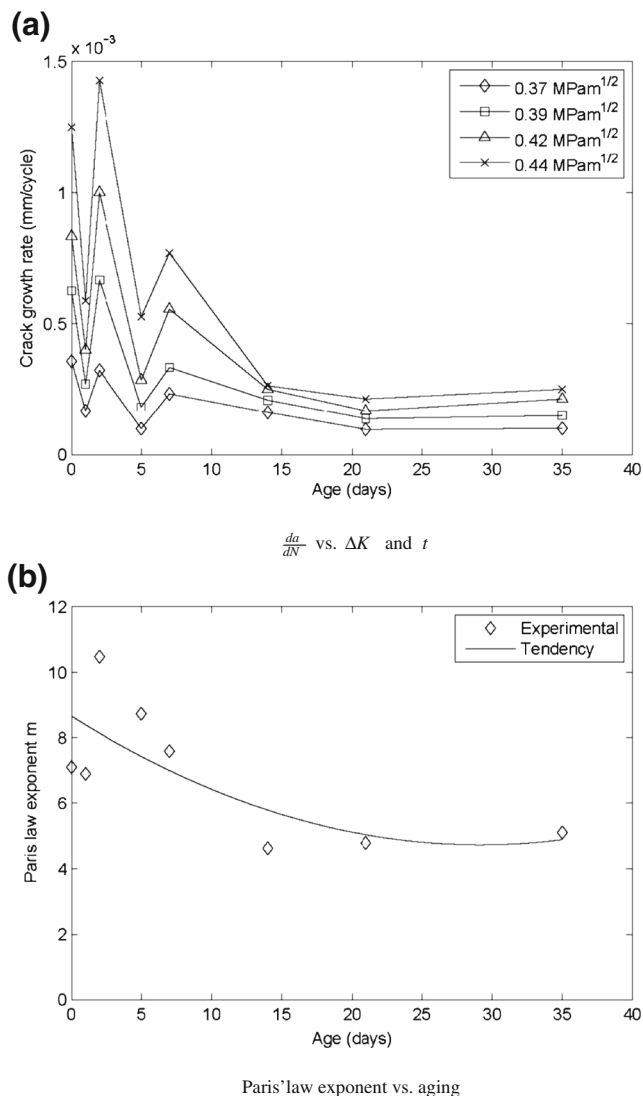 (a)
× 10⁻³
1.5
1
0.5
0
Crack growth rate (mm/cycle)
0.37 MPam^1/2
0.39 MPam^1/2
0.42 MPam^1/2
0.44 MPam^1/2
0 5 10 15 20 25 30 35 40
Age (days)
da/dN vs. ΔK and t
(b)
12
10
8
6
4
2
0
Paris law exponent m
Experimental
Tendency
0 5 10 15 20 25 30 35 40
Age (days)
Paris'law exponent vs. aging